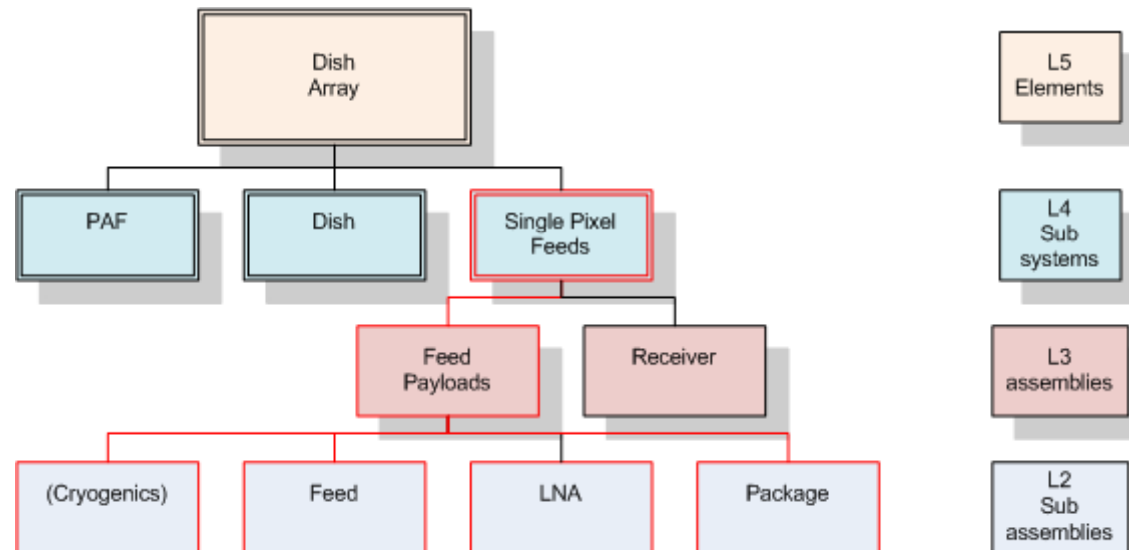 Dish
Array
L5
Elements
PAF
Dish
Single Pixel
Feeds
L4
Sub
systems
Feed
Payloads
Receiver
L3
assemblies
(Cryogenics)
Feed
LNA
Package
L2
Sub
assemblies